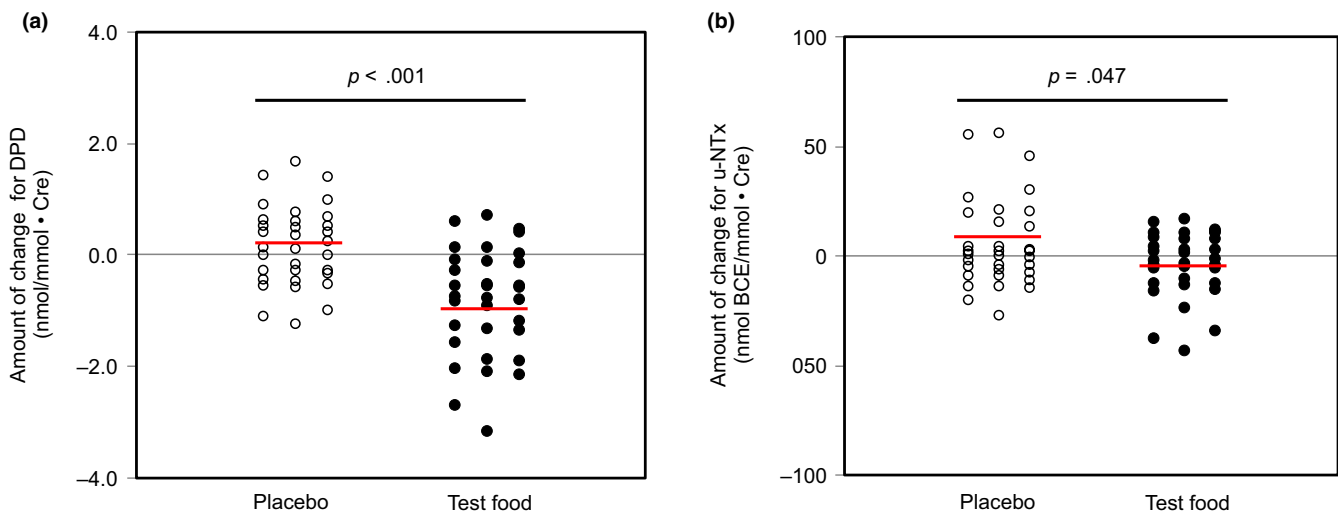 (a)
4.0
2.0
0.0
–2.0
–4.0
Amount of change for DPD
(nmol/mmol • Cre)
p < .001
Placebo
Test food
(b)
100
50
0
050
–100
Amount of change for u-NTx
(nmol BCE/mmol • Cre)
p = .047
Placebo
Test food